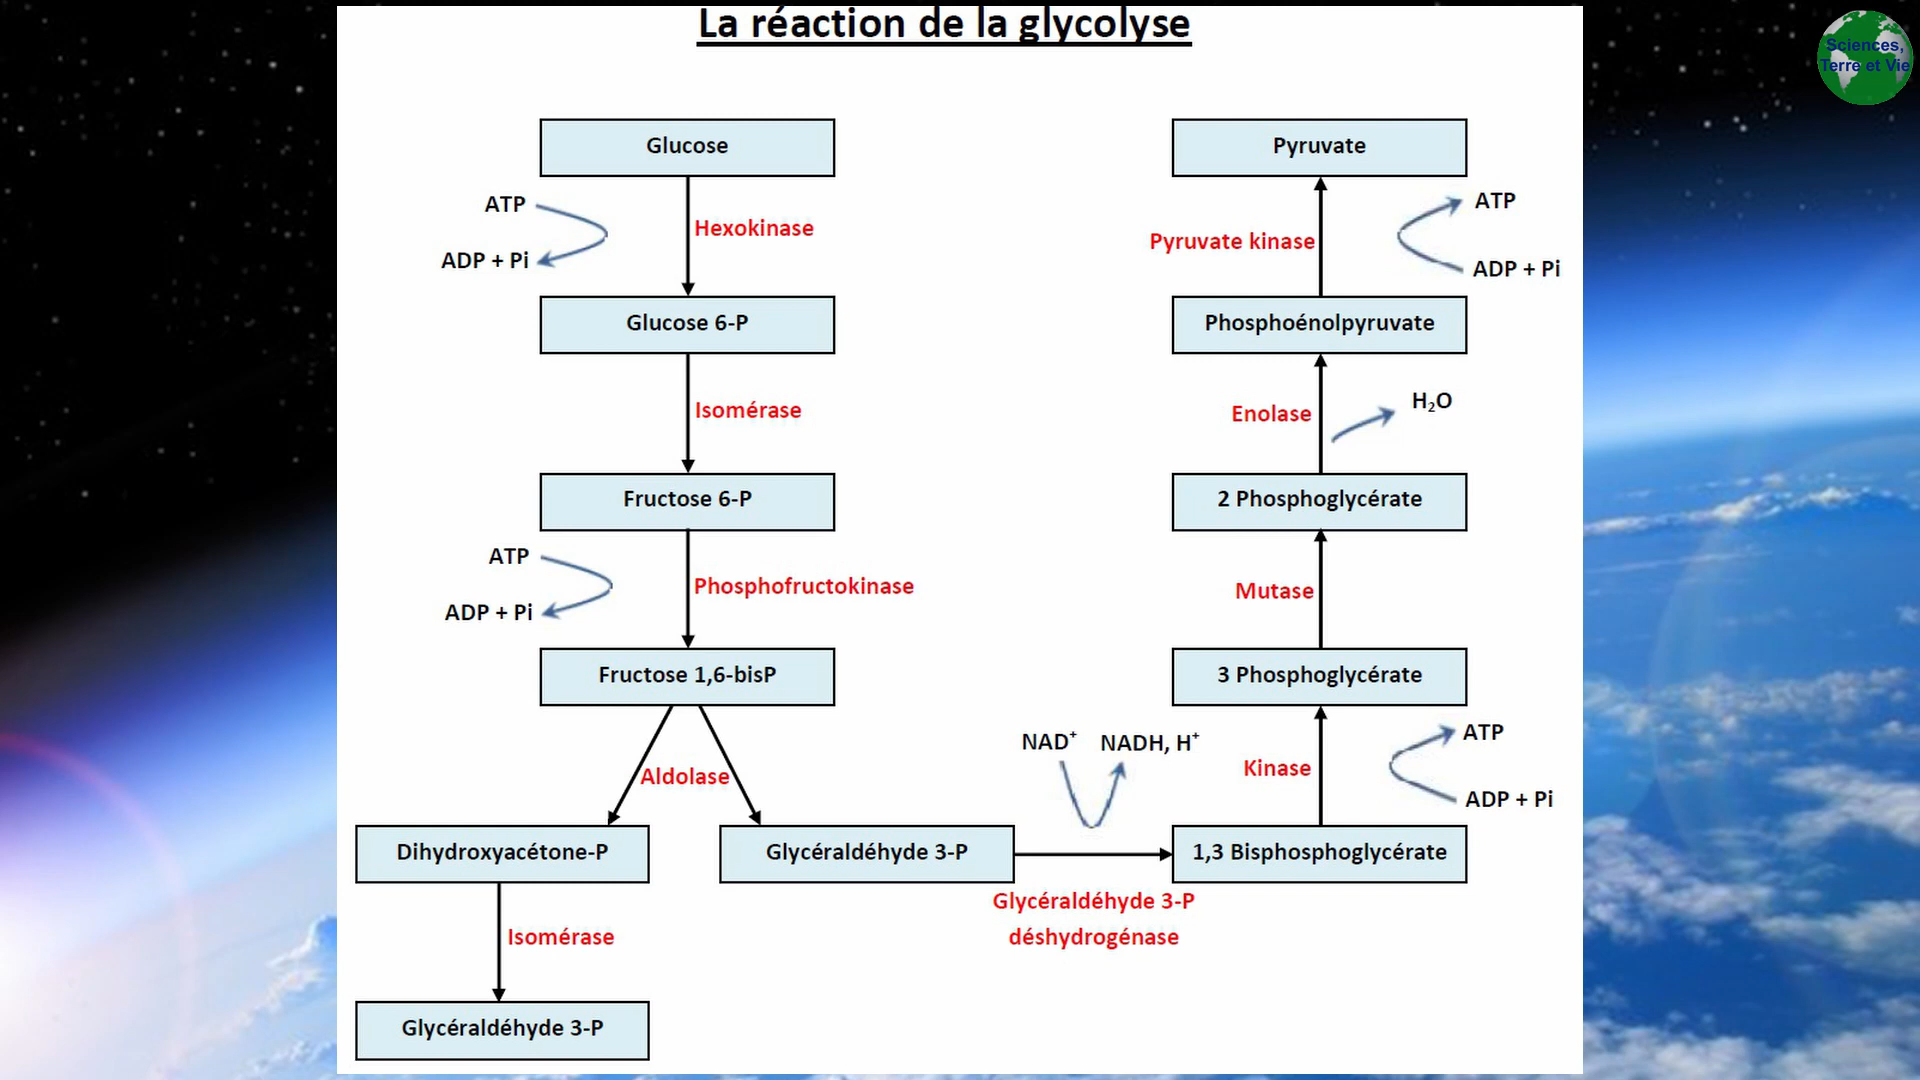 La réaction de la glycolyse
Sciences,
Terre et Vie
Glucose
ATP
Hexokinase
ADP + Pi
Glucose 6-P
Isomérase
Fructose 6-P
ATP
Phosphofructokinase
ADP + Pi
Fructose 1,6-bisP
Aldolase
Dihydroxyacétone-P
Glycéraldéhyde 3-P
Isomérase
Glycéraldéhyde 3-P
NAD⁺
NADH, H⁺
Glycéraldéhyde 3-P
déshydrogénase
1,3 Bisphosphoglycérate
Kinase
ATP
ADP + Pi
3 Phosphoglycérate
Mutase
2 Phosphoglycérate
Enolase
H₂O
Phosphoénolpyruvate
Pyruvate kinase
ATP
ADP + Pi
Pyruvate